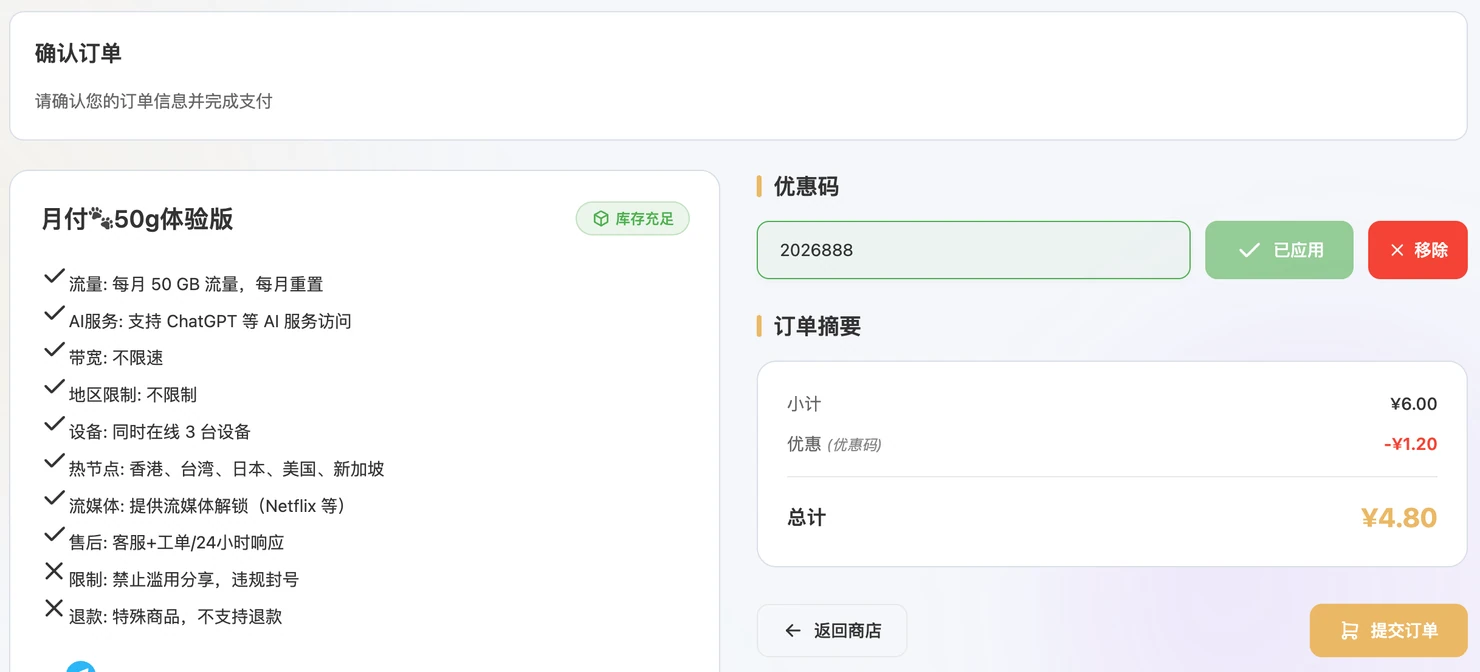 确认订单
请确认您的订单信息并完成支付
月付🐾50g体验版
库存充足
流量: 每月 50 GB 流量，每月重置
AI服务: 支持 ChatGPT 等 AI 服务访问
带宽: 不限速
地区限制: 不限制
设备: 同时在线 3 台设备
热节点: 香港、台湾、日本、美国、新加坡
流媒体: 提供流媒体解锁（Netflix 等）
售后: 客服+工单/24小时响应
限制: 禁止滥用分享，违规封号
退款: 特殊商品，不支持退款
优惠码
2026888
已应用
移除
订单摘要
小计 ¥6.00
优惠 (优惠码) -¥1.20
总计 ¥4.80
返回商店
提交订单